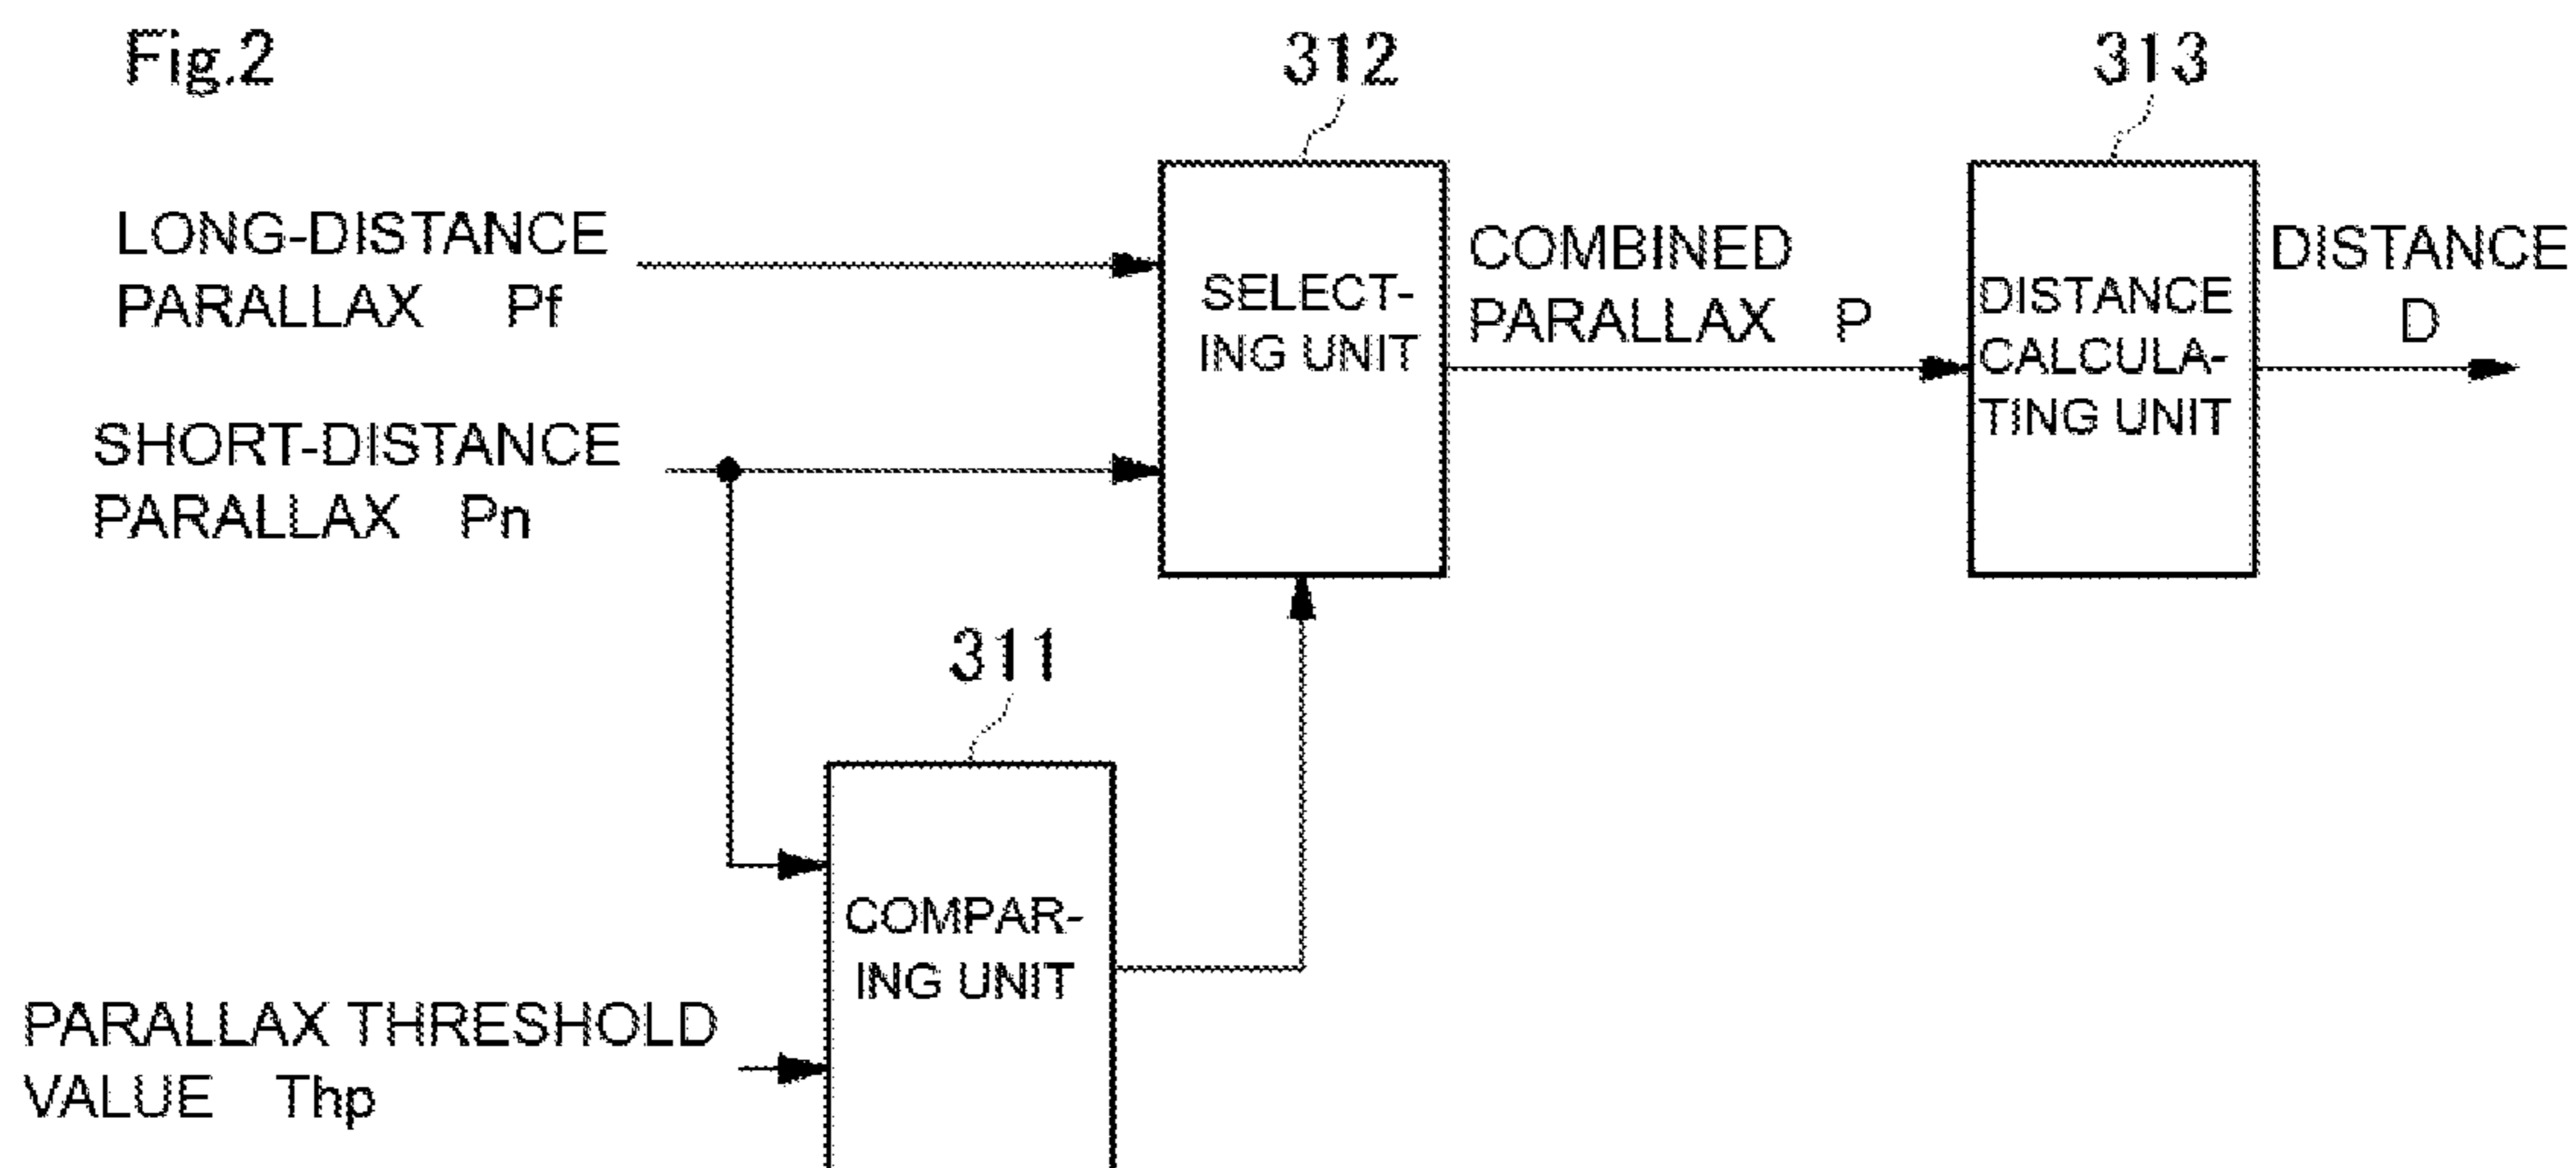 Fig.2
312
313
LONG-DISTANCE
PARALLAX Pf
SELECT-
ING UNIT
COMBINED
PARALLAX P
DISTANCE
CALCULA-
TING UNIT
DISTANCE
D
SHORT-DISTANCE
PARALLAX Pn
311
COMPAR-
ING UNIT
PARALLAX THRESHOLD
VALUE Thp